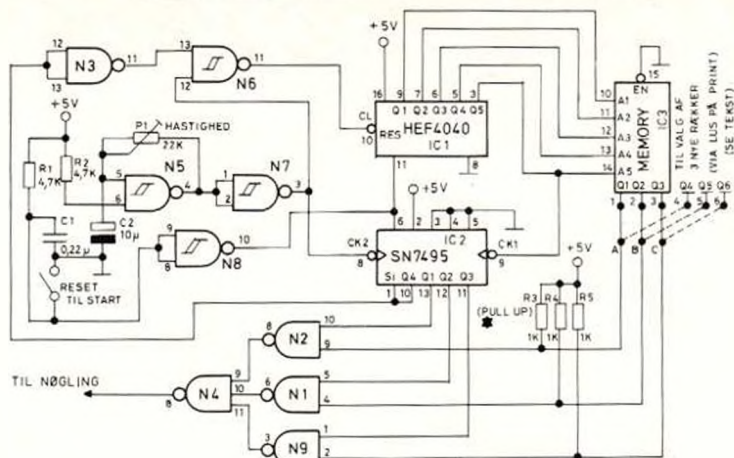 12
13
N3
11
13
12
N6
11
+5V
P1 HASTIGHED
22K
R1
4,7K
R2
4,7K
5
6
N5
4
1
2
N7
3
C1
0,22µ
C2
10µ
RESET
TIL START
9
8
N8
10
+5V
16 9 7 6 5 3
Q1 Q2 Q3 Q4 Q5
CL
10 RES
HEF4040
IC1
11
8
+5V
6 2 3 4 5
IC2
SN7495
CK2
8
CK1
9
Si Q4 Q1 Q2 Q3
1 10 13 12 11
15
EN
10 A1
11 A2
12 A3
13 A4
14 A5
MEMORY
IC3
Q1 Q2 Q3
1 2 3
Q4 Q5 Q6
4 5 6
TIL VALG AF
3 NYE RÆKKER
(VIA LUS PÅ PRINT)
(SE TEKST)
A B C
+5V
(PULL UP)
R3 R4 R5
1K 1K 1K
N2
8
10
9
TIL NØGLING
N4
8
9
10
11
N1
6
5
4
N9
3
1
2